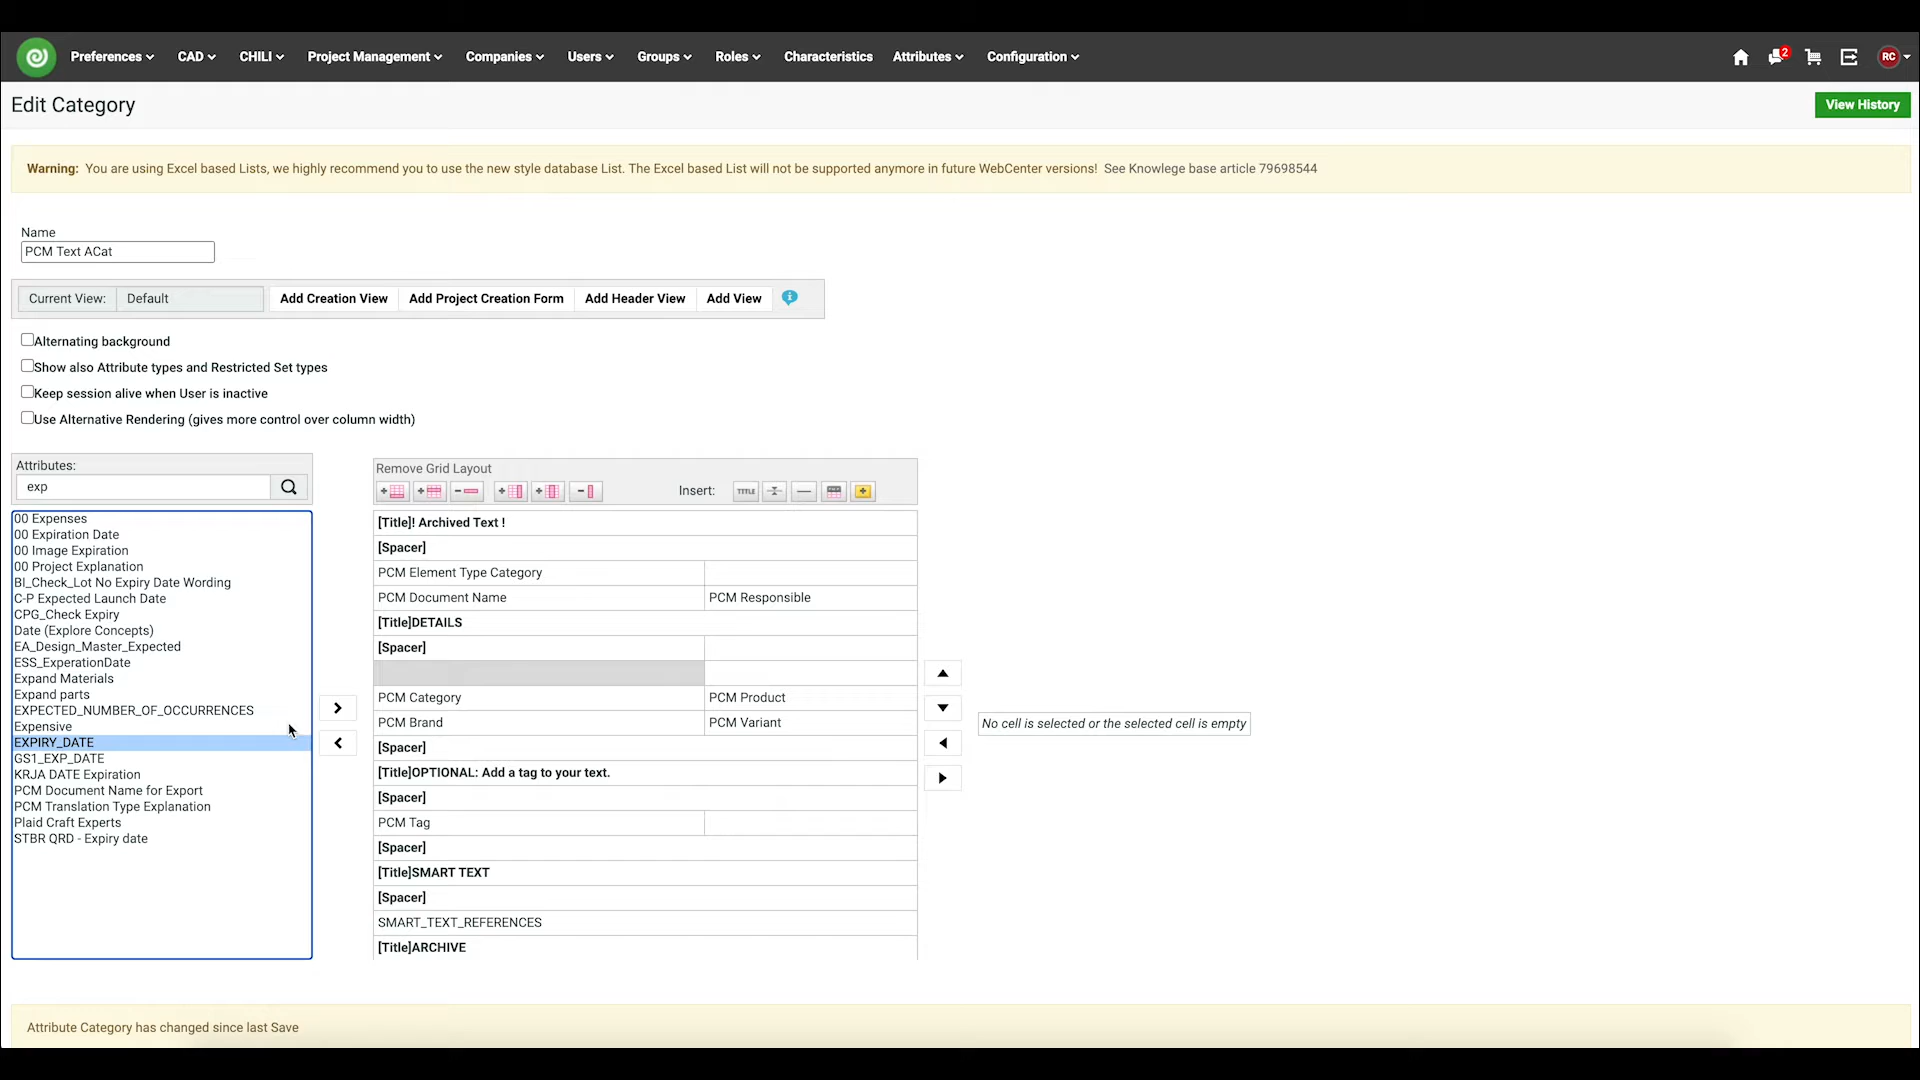 Preferences CAD CHILI Project Management Companies Users Groups Roles Characteristics Attributes Configuration 2 RC
Edit Category
View History
Warning: You are using Excel based Lists, we highly recommend you to use the new style database List. The Excel based List will not be supported anymore in future WebCenter versions! See Knowlege base article 79698544
Name
PCM Text ACat
Current View: Default Add Creation View Add Project Creation Form Add Header View Add View
Alternating background
Show also Attribute types and Restricted Set types
Keep session alive when User is inactive
Use Alternative Rendering (gives more control over column width)
Attributes:
exp
00 Expenses
00 Expiration Date
00 Image Expiration
00 Project Explanation
BI_Check_Lot No Expiry Date Wording
C-P Expected Launch Date
CPG_Check Expiry
Date (Explore Concepts)
EA_Design_Master_Expected
ESS_ExperationDate
Expand Materials
Expand parts
EXPECTED_NUMBER_OF_OCCURRENCES
Expensive
EXPIRY_DATE
GS1_EXP_DATE
KRJA DATE Expiration
PCM Document Name for Export
PCM Translation Type Explanation
Plaid Craft Experts
STBR QRD - Expiry date
Remove Grid Layout
Insert: TITLE
[Title]! Archived Text !
[Spacer]
PCM Element Type Category
PCM Document Name PCM Responsible
[Title]DETAILS
[Spacer]
PCM Category PCM Product
PCM Brand PCM Variant
[Spacer]
[Title]OPTIONAL: Add a tag to your text.
[Spacer]
PCM Tag
[Spacer]
[Title]SMART TEXT
[Spacer]
SMART_TEXT_REFERENCES
[Title]ARCHIVE
No cell is selected or the selected cell is empty
Attribute Category has changed since last Save